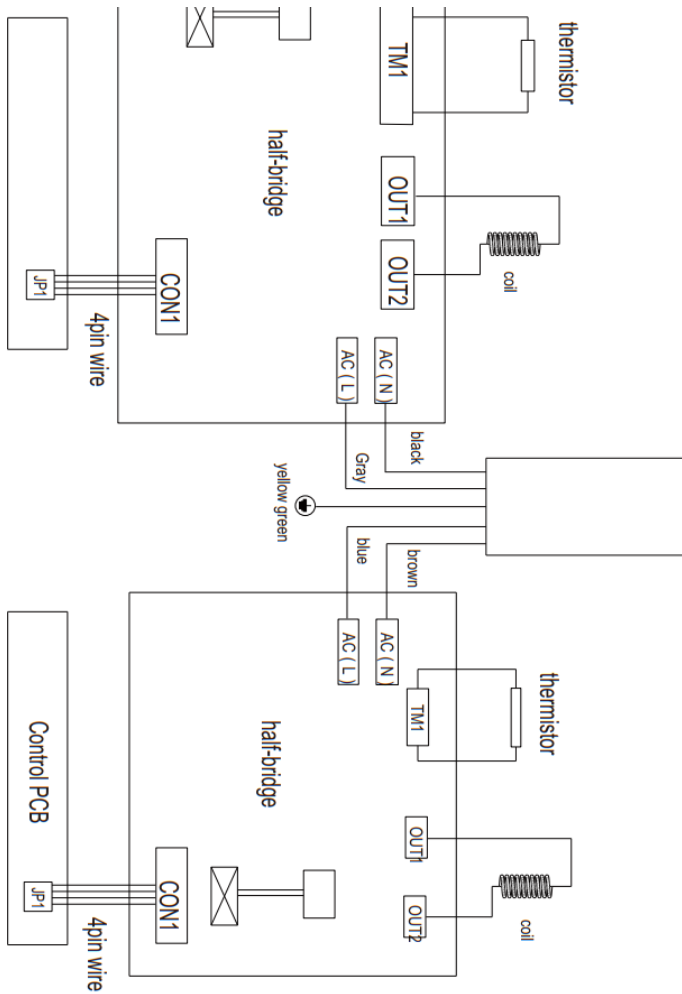 thermistor
TM1
half-bridge
OUT1
OUT2
coil
CON1
JP1
4pin wire
AC ( L )
AC ( N )
black
Gray
yellow green
blue
brown
AC ( L )
AC ( N )
thermistor
TM1
half-bridge
Control PCB
OUT1
OUT2
coil
CON1
JP1
4pin wire